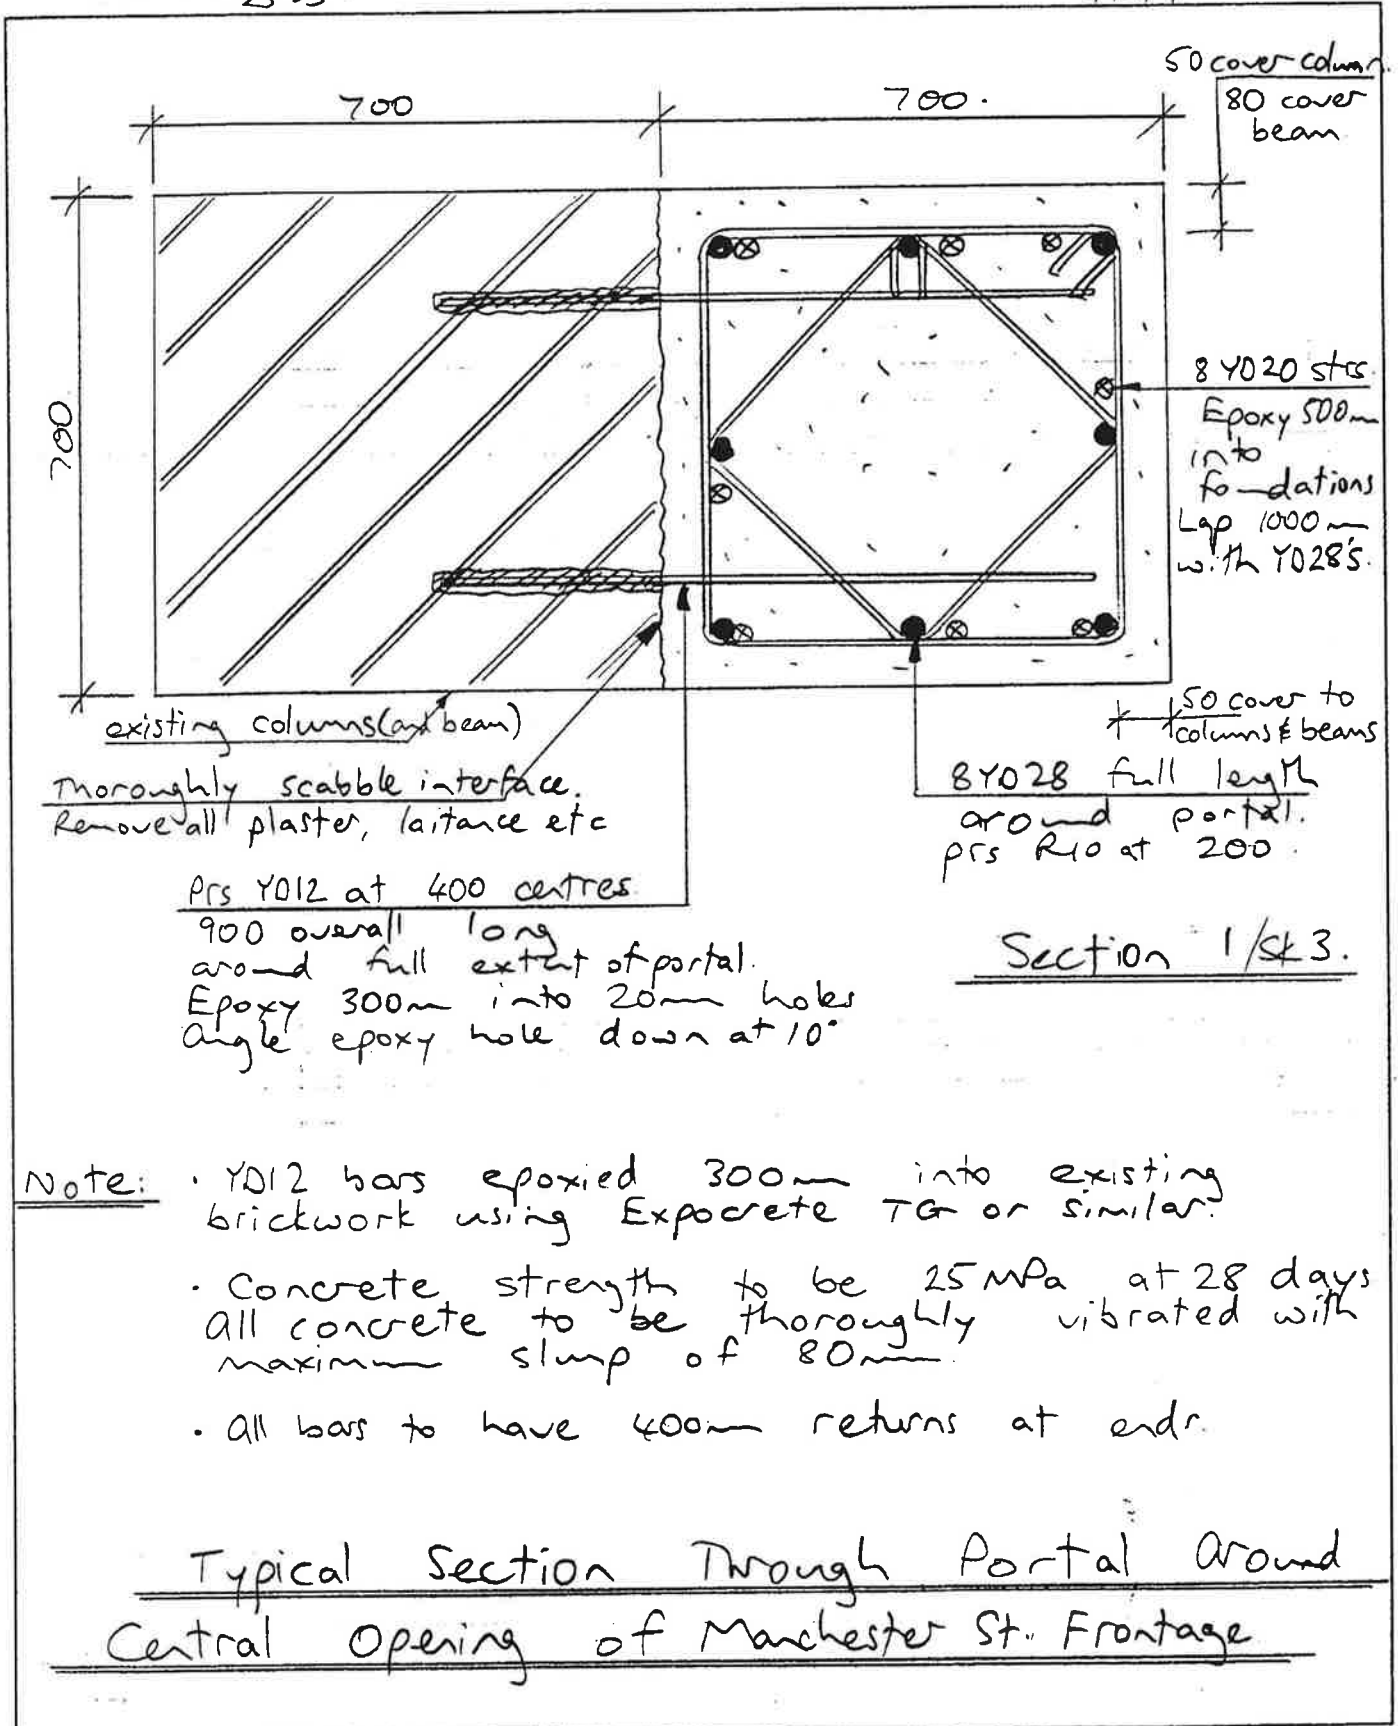 50 cover column.
80 cover
beam
700
700.
700
8 YD20 strs
Epoxy 500mm
into
foundations
Lap 1000mm
with YD28's.
existing columns (and beam)
50 cover to
columns & beams
Thoroughly scabble interface.
Remove all plaster, laitance etc
8YD28 full length
around portal.
prs R10 at 200.
Prs YD12 at 400 centres
900 overall long
around full extent of portal.
Epoxy 300mm into 20mm holes
Angle epoxy hole down at 10°
Section 1/SK3.
Note: · YD12 bars epoxied 300mm into existing
brickwork using Expocrete TG or similar.
· Concrete strength to be 25 MPa at 28 days
All concrete to be thoroughly vibrated with
maximum slump of 80mm.
· All bars to have 400mm returns at ends.
Typical Section Through Portal Around
Central Opening of Manchester St. Frontage